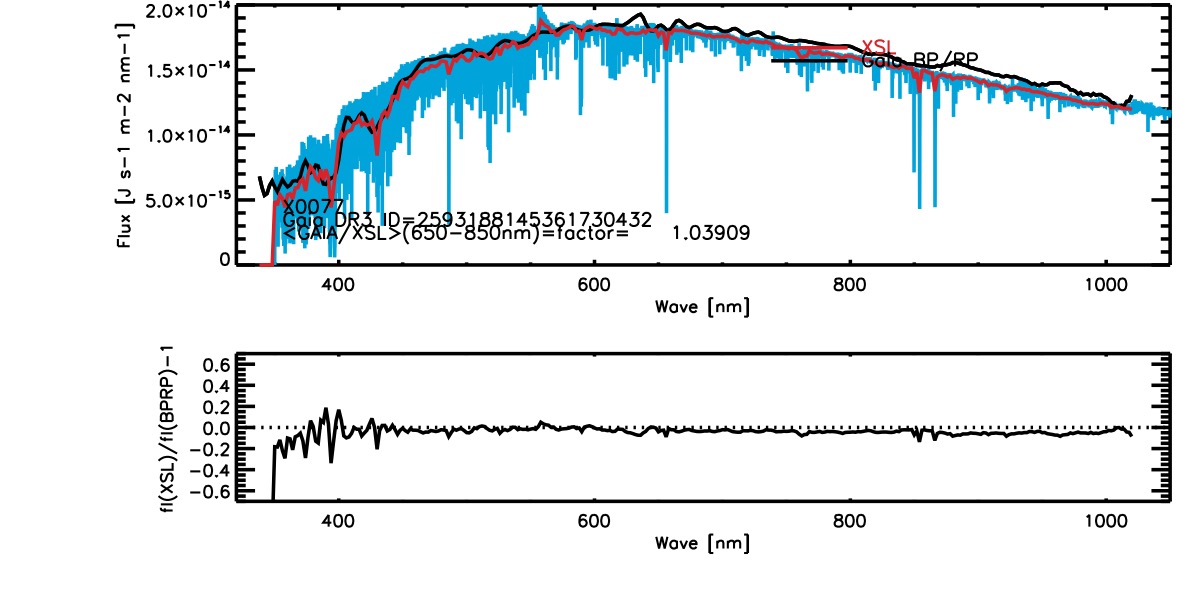 2.0×10−14
1.5×10−14
1.0×10−14
5.0×10−15
0
Flux [J s−1 m−2 nm−1]
XSL
Gaia BP/RP
X0077
Gaia DR3 ID=2593188145361730432
<GAIA/XSL>(650−850nm)=factor= 1.03909
400 600 800 1000
Wave [nm]
0.6
0.4
0.2
0.0
−0.2
−0.4
−0.6
fl(XSL)/fl(BPRP)−1
400 600 800 1000
Wave [nm]